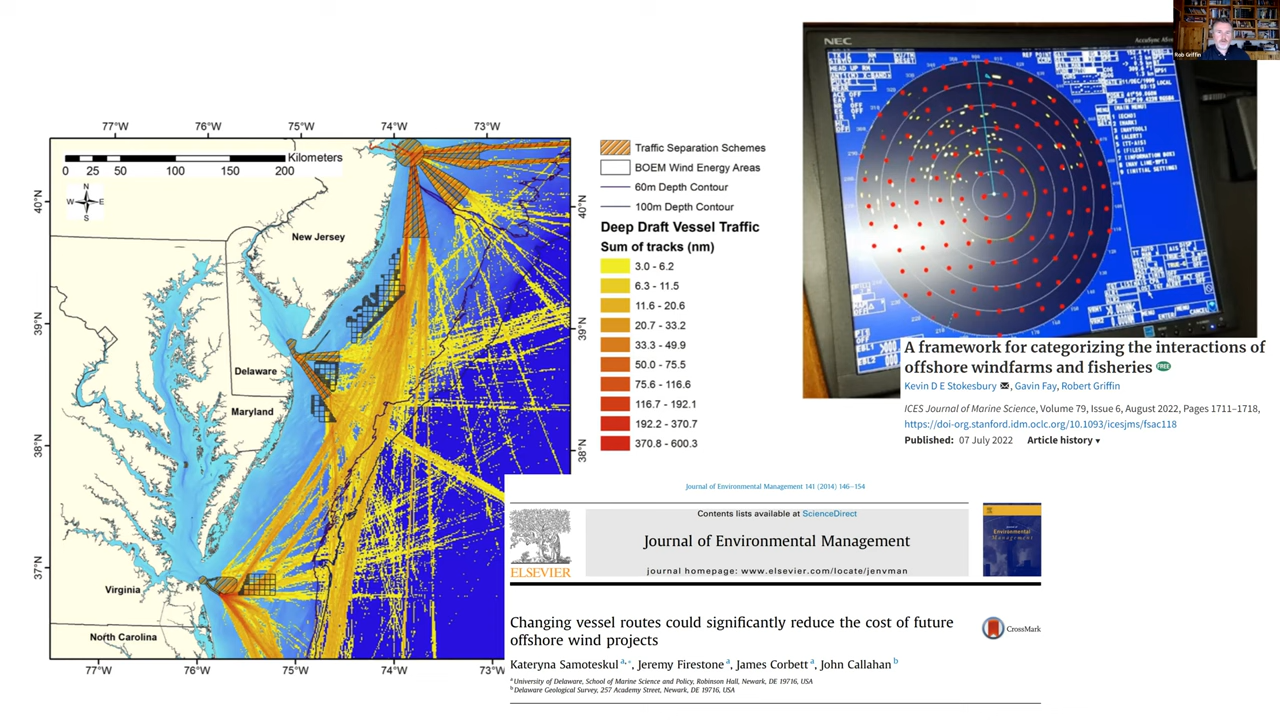 77°W 76°W 75°W 74°W 73°W
0 25 50 100 150 200 Kilometers
N
W E
S
40°N
40°N
New Jersey
39°N
39°N
Delaware
Maryland
38°N
38°N
37°N
Virginia
North Carolina
77°W 76°W 75°W 74°W 73°W
Traffic Separation Schemes
BOEM Wind Energy Areas
60m Depth Contour
100m Depth Contour
Deep Draft Vessel Traffic
Sum of tracks (nm)
3.0 - 6.2
6.3 - 11.5
11.6 - 20.6
20.7 - 33.2
33.3 - 49.9
50.0 - 75.5
75.6 - 116.6
116.7 - 192.1
192.2 - 370.7
370.8 - 600.3
NEC
Rob Griffin
A framework for categorizing the interactions of
offshore windfarms and fisheries FREE
Kevin D E Stokesbury, Gavin Fay, Robert Griffin
ICES Journal of Marine Science, Volume 79, Issue 6, August 2022, Pages 1711–1718,
https://doi-org.stanford.idm.oclc.org/10.1093/icesjms/fsac118
Published: 07 July 2022 Article history
Journal of Environmental Management 141 (2014) 146–154
Contents lists available at ScienceDirect
Journal of Environmental Management
journal homepage: www.elsevier.com/locate/jenvman
ELSEVIER
Environmental
Management
Changing vessel routes could significantly reduce the cost of future
offshore wind projects
CrossMark
Kateryna Samoteskul a,*, Jeremy Firestone a, James Corbett a, John Callahan b
a University of Delaware, School of Marine Science and Policy, Robinson Hall, Newark, DE 19716, USA
b Delaware Geological Survey, 257 Academy Street, Newark, DE 19716, USA